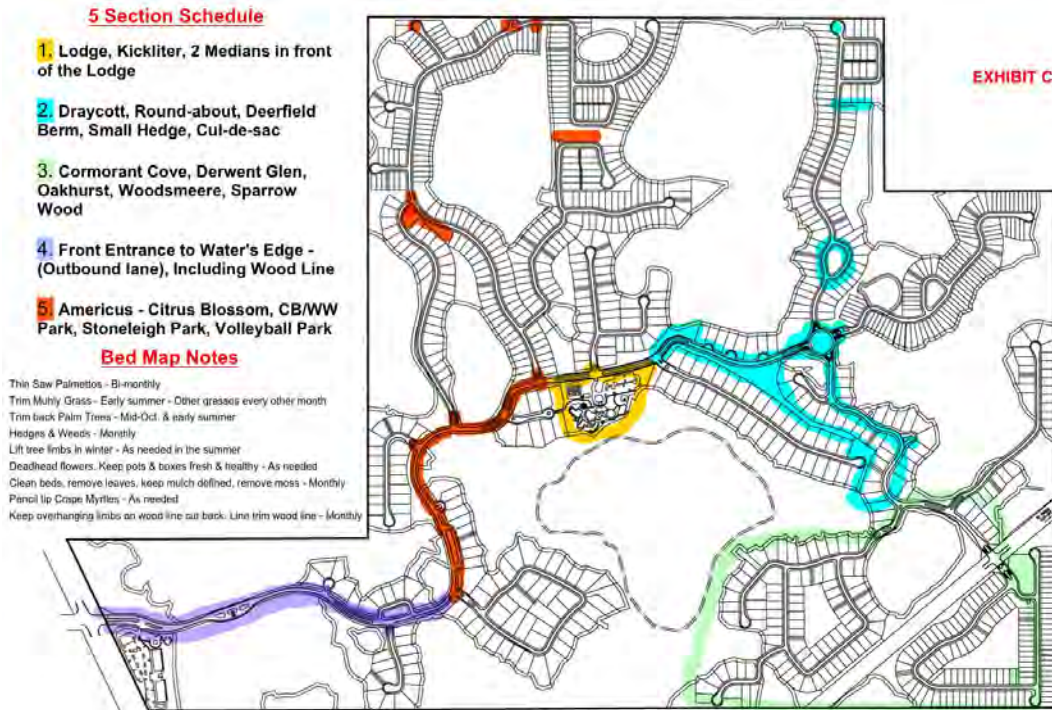 5 Section Schedule
1. Lodge, Kickliter, 2 Medians in front
of the Lodge
2. Draycott, Round-about, Deerfield
Berm, Small Hedge, Cul-de-sac
3. Cormorant Cove, Derwent Glen,
Oakhurst, Woodsmeere, Sparrow
Wood
4. Front Entrance to Water's Edge -
(Outbound lane), Including Wood Line
5. Americus - Citrus Blossom, CB/WW
Park, Stoneleigh Park, Volleyball Park
Bed Map Notes
Thin Saw Palmettos - Bi-monthly
Trim Muhly Grass - Early summer - Other grasses every other month
Trim back Palm Trees - Mid-Oct. & early summer
Hedges & Weeds - Monthly
Lift tree limbs in winter - As needed in the summer
Deadhead flowers. Keep pots & boxes fresh & healthy - As needed
Clean beds, remove leaves, keep mulch defined, remove moss - Monthly
Pencil tip Crape Myrtles - As needed
Keep overhanging limbs on wood line cut back. Line trim wood line - Monthly
EXHIBIT C